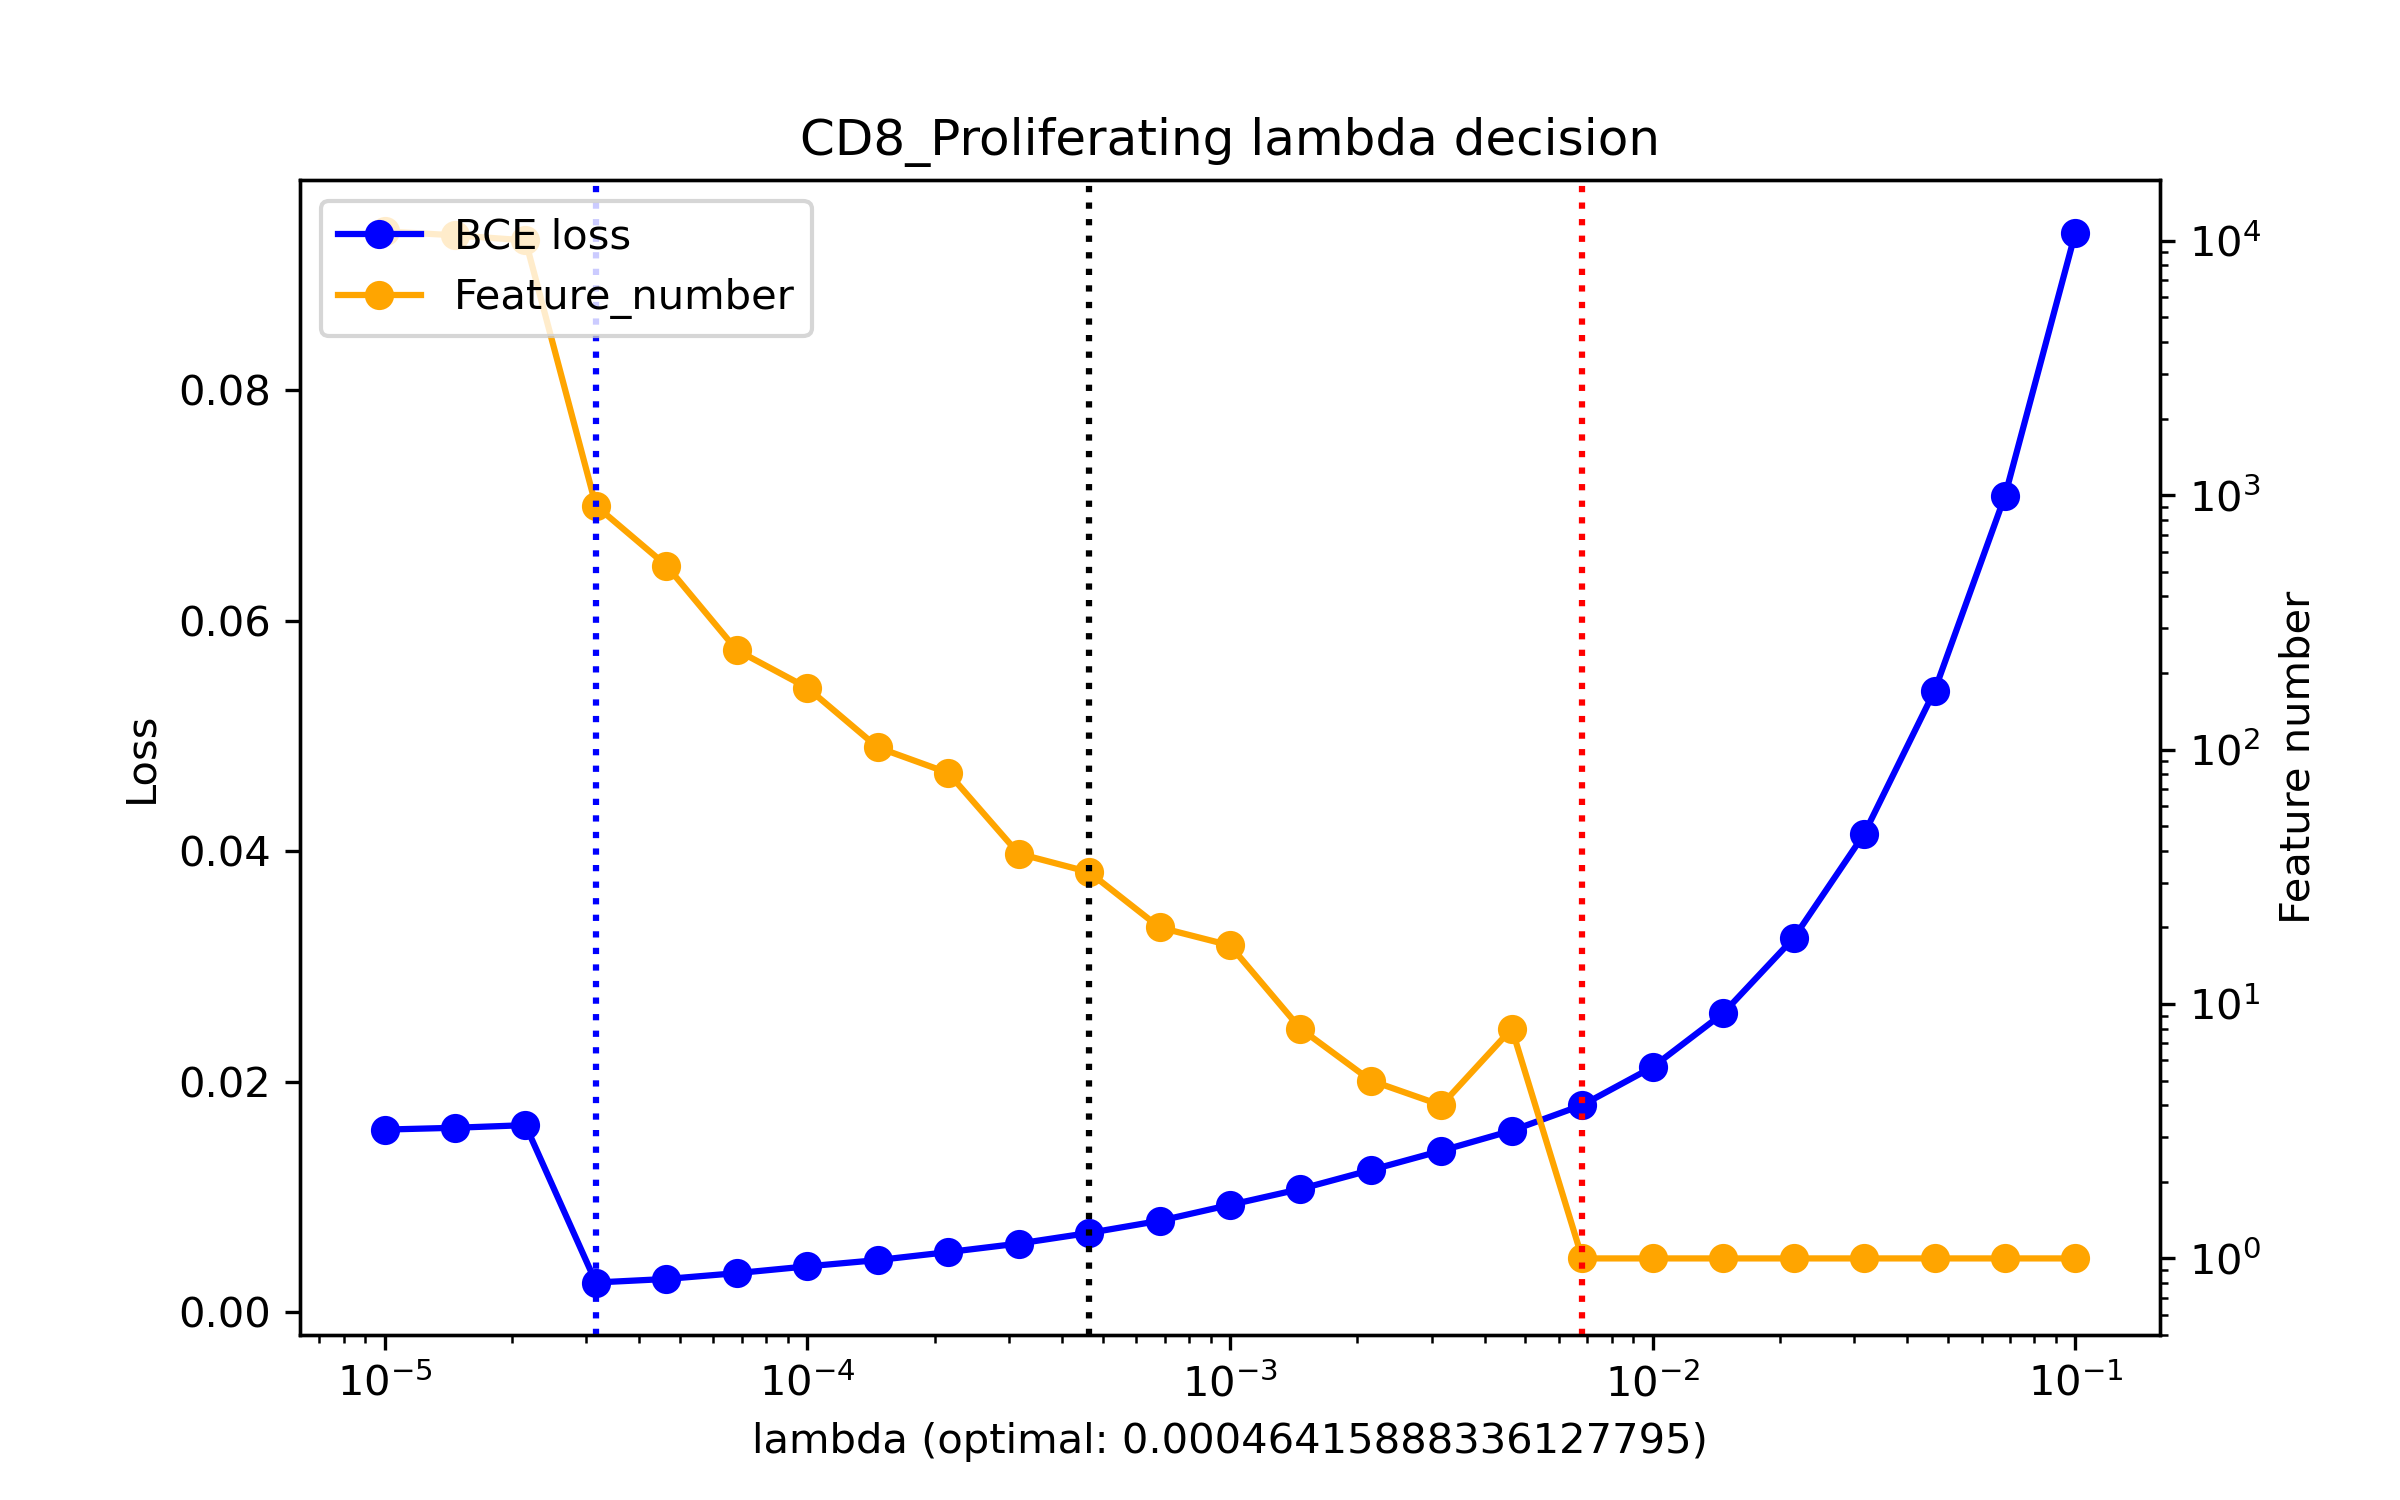 CD8_Proliferating lambda decision
BCE loss
Feature_number
0.08
0.06
0.04
0.02
0.00
Loss
10⁴
10³
10²
10¹
10⁰
Feature number
10⁻⁵
10⁻⁴
10⁻³
10⁻²
10⁻¹
lambda (optimal: 0.00046415888336127795)